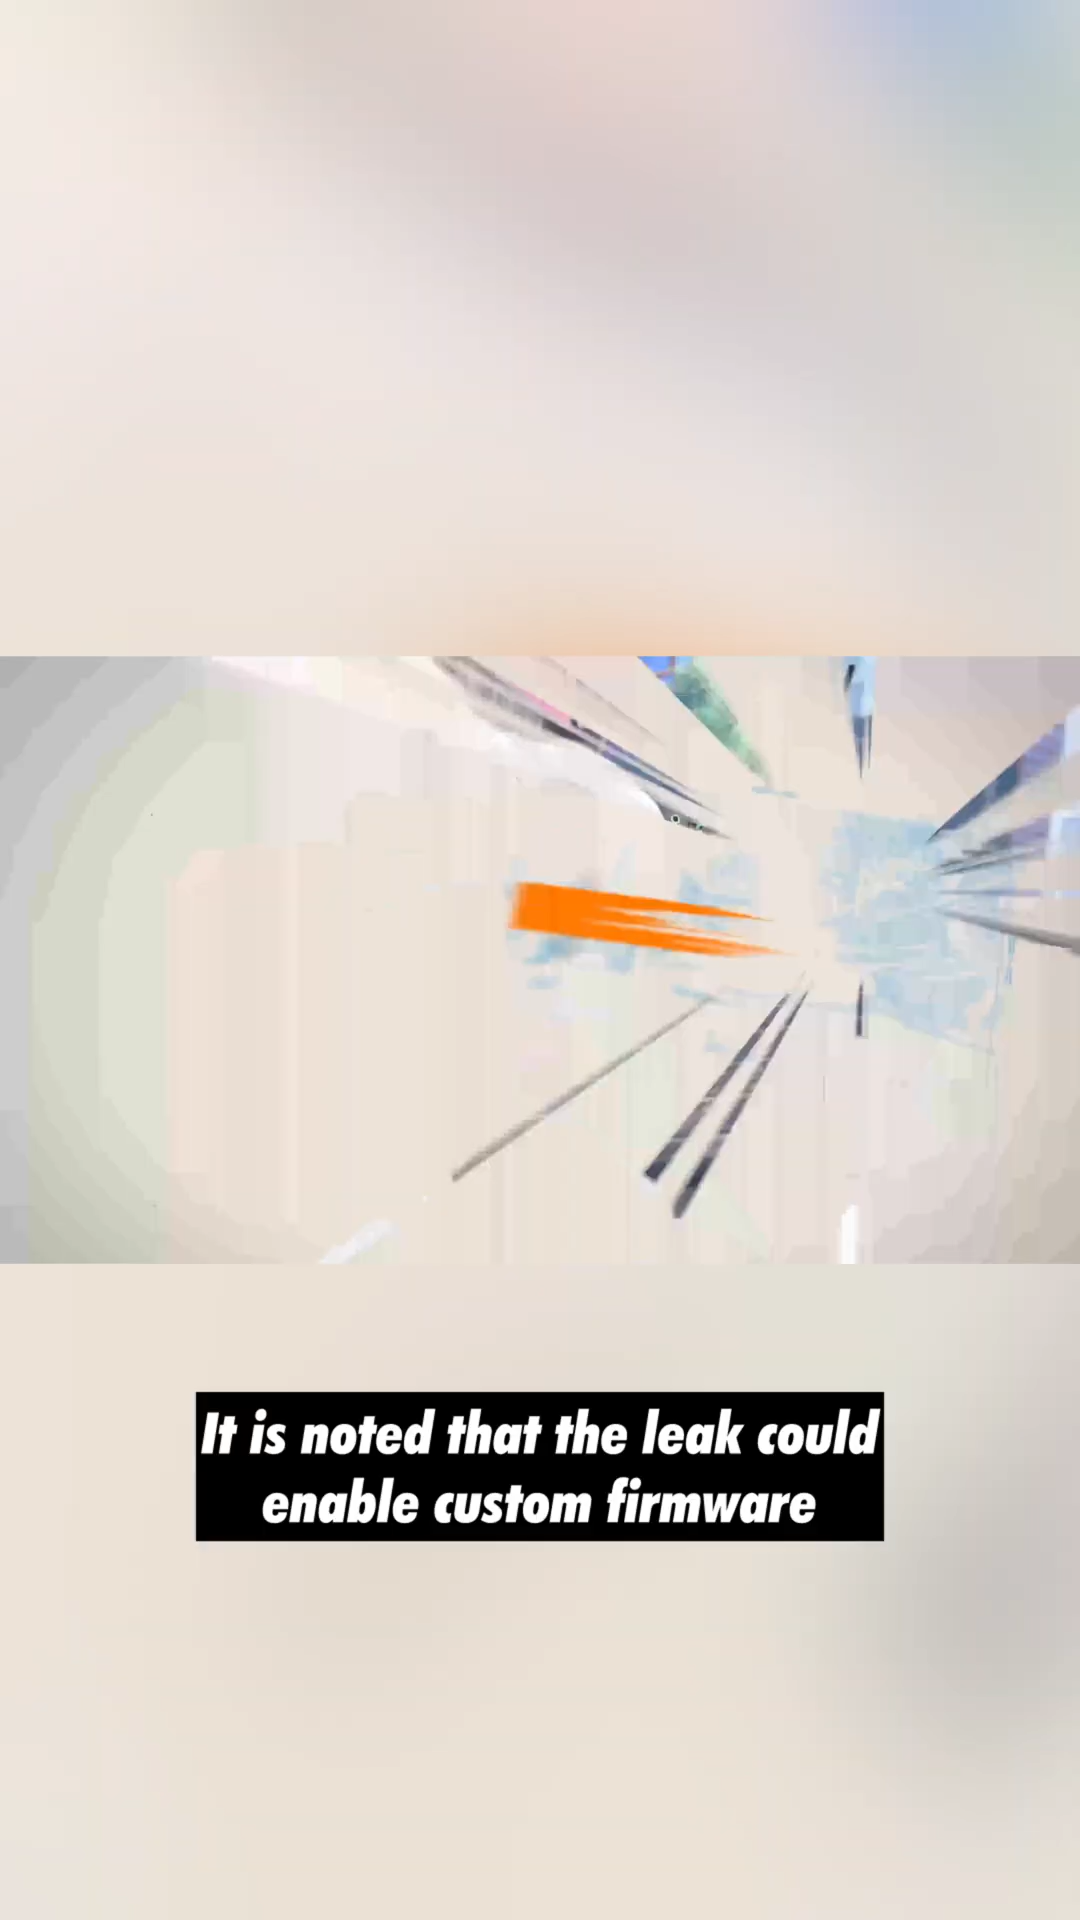 It is noted that the leak could
enable custom firmware